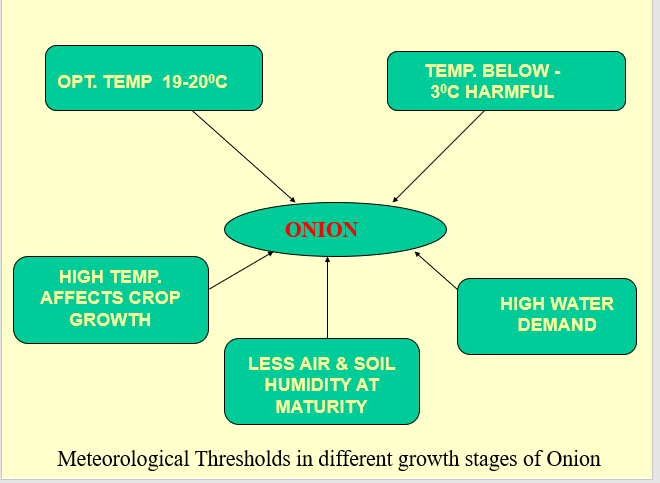 OPT. TEMP 19-20⁰C
TEMP. BELOW -
3⁰C HARMFUL
ONION
HIGH TEMP.
AFFECTS CROP
GROWTH
HIGH WATER
DEMAND
LESS AIR & SOIL
HUMIDITY AT
MATURITY
Meteorological Thresholds in different growth stages of Onion